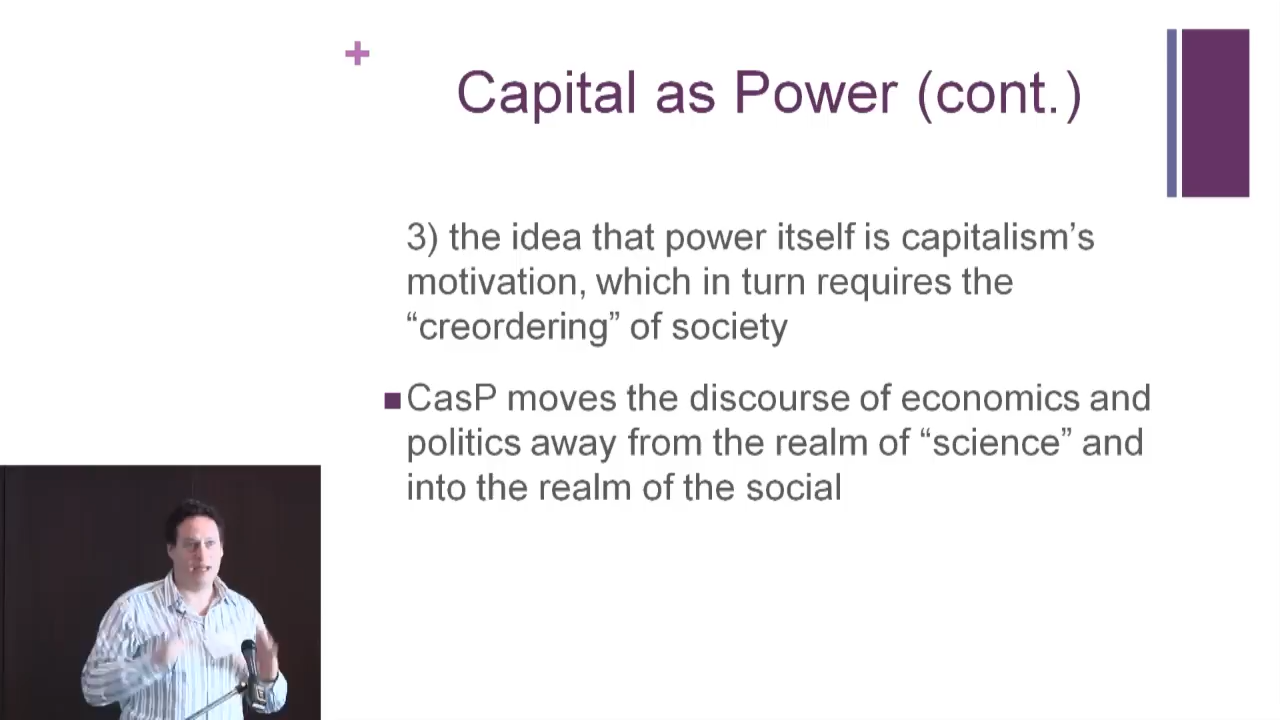 +
Capital as Power (cont.)
3) the idea that power itself is capitalism’s
motivation, which in turn requires the
“creordering” of society
CasP moves the discourse of economics and
politics away from the realm of “science” and
into the realm of the social